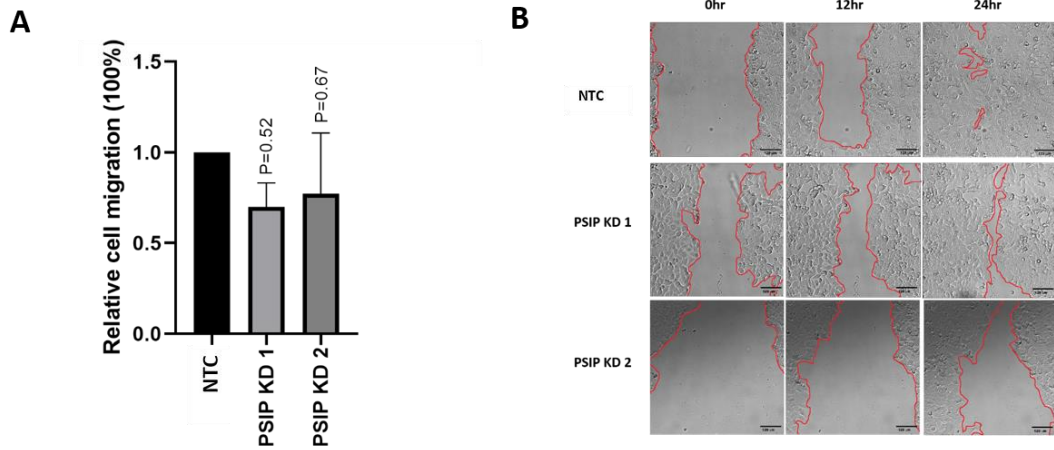 A
Relative cell migration (100%)
1.5
1.0
0.5
0.0
P=0.52
P=0.67
NTC
PSIP KD 1
PSIP KD 2
B
0hr
12hr
24hr
NTC
PSIP KD 1
PSIP KD 2